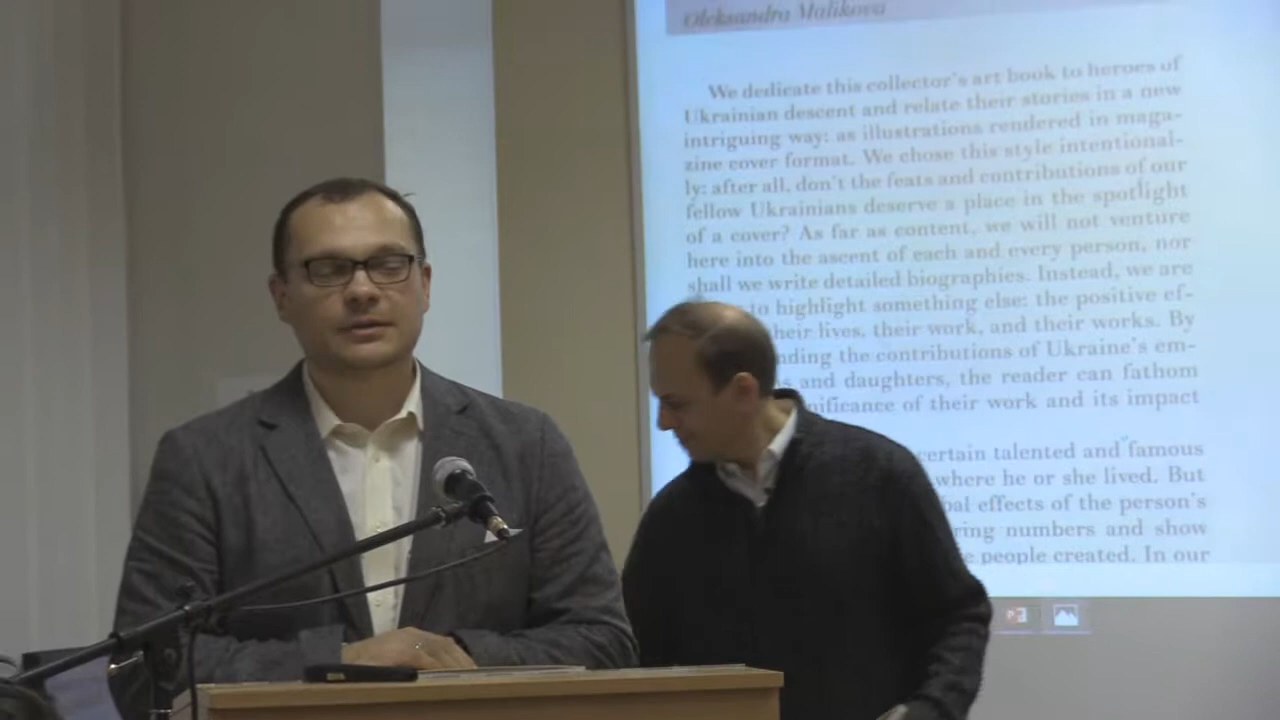 Oleksandra Malikova
We dedicate this collector's art book to heroes of
Ukrainian descent and relate their stories in a new
intriguing way: as illustrations rendered in maga-
zine cover format. We chose this style intentional-
ly: after all, don't the feats and contributions of our
fellow Ukrainians deserve a place in the spotlight
of a cover? As far as content, we will not venture
here into the ascent of each and every person, nor
shall we write detailed biographies. Instead, we are
to highlight something else: the positive ef-
heir lives, their work, and their works. By
nding the contributions of Ukraine's em-
s and daughters, the reader can fathom
nificance of their work and its impact
certain talented and famous
where he or she lived. But
bal effects of the person's
ring numbers and show
e people created. In our